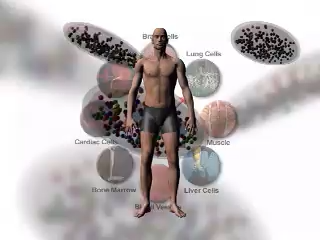 Lung Cells
Cardiac Cells
Muscle
Bone Marrow
Liver Cells